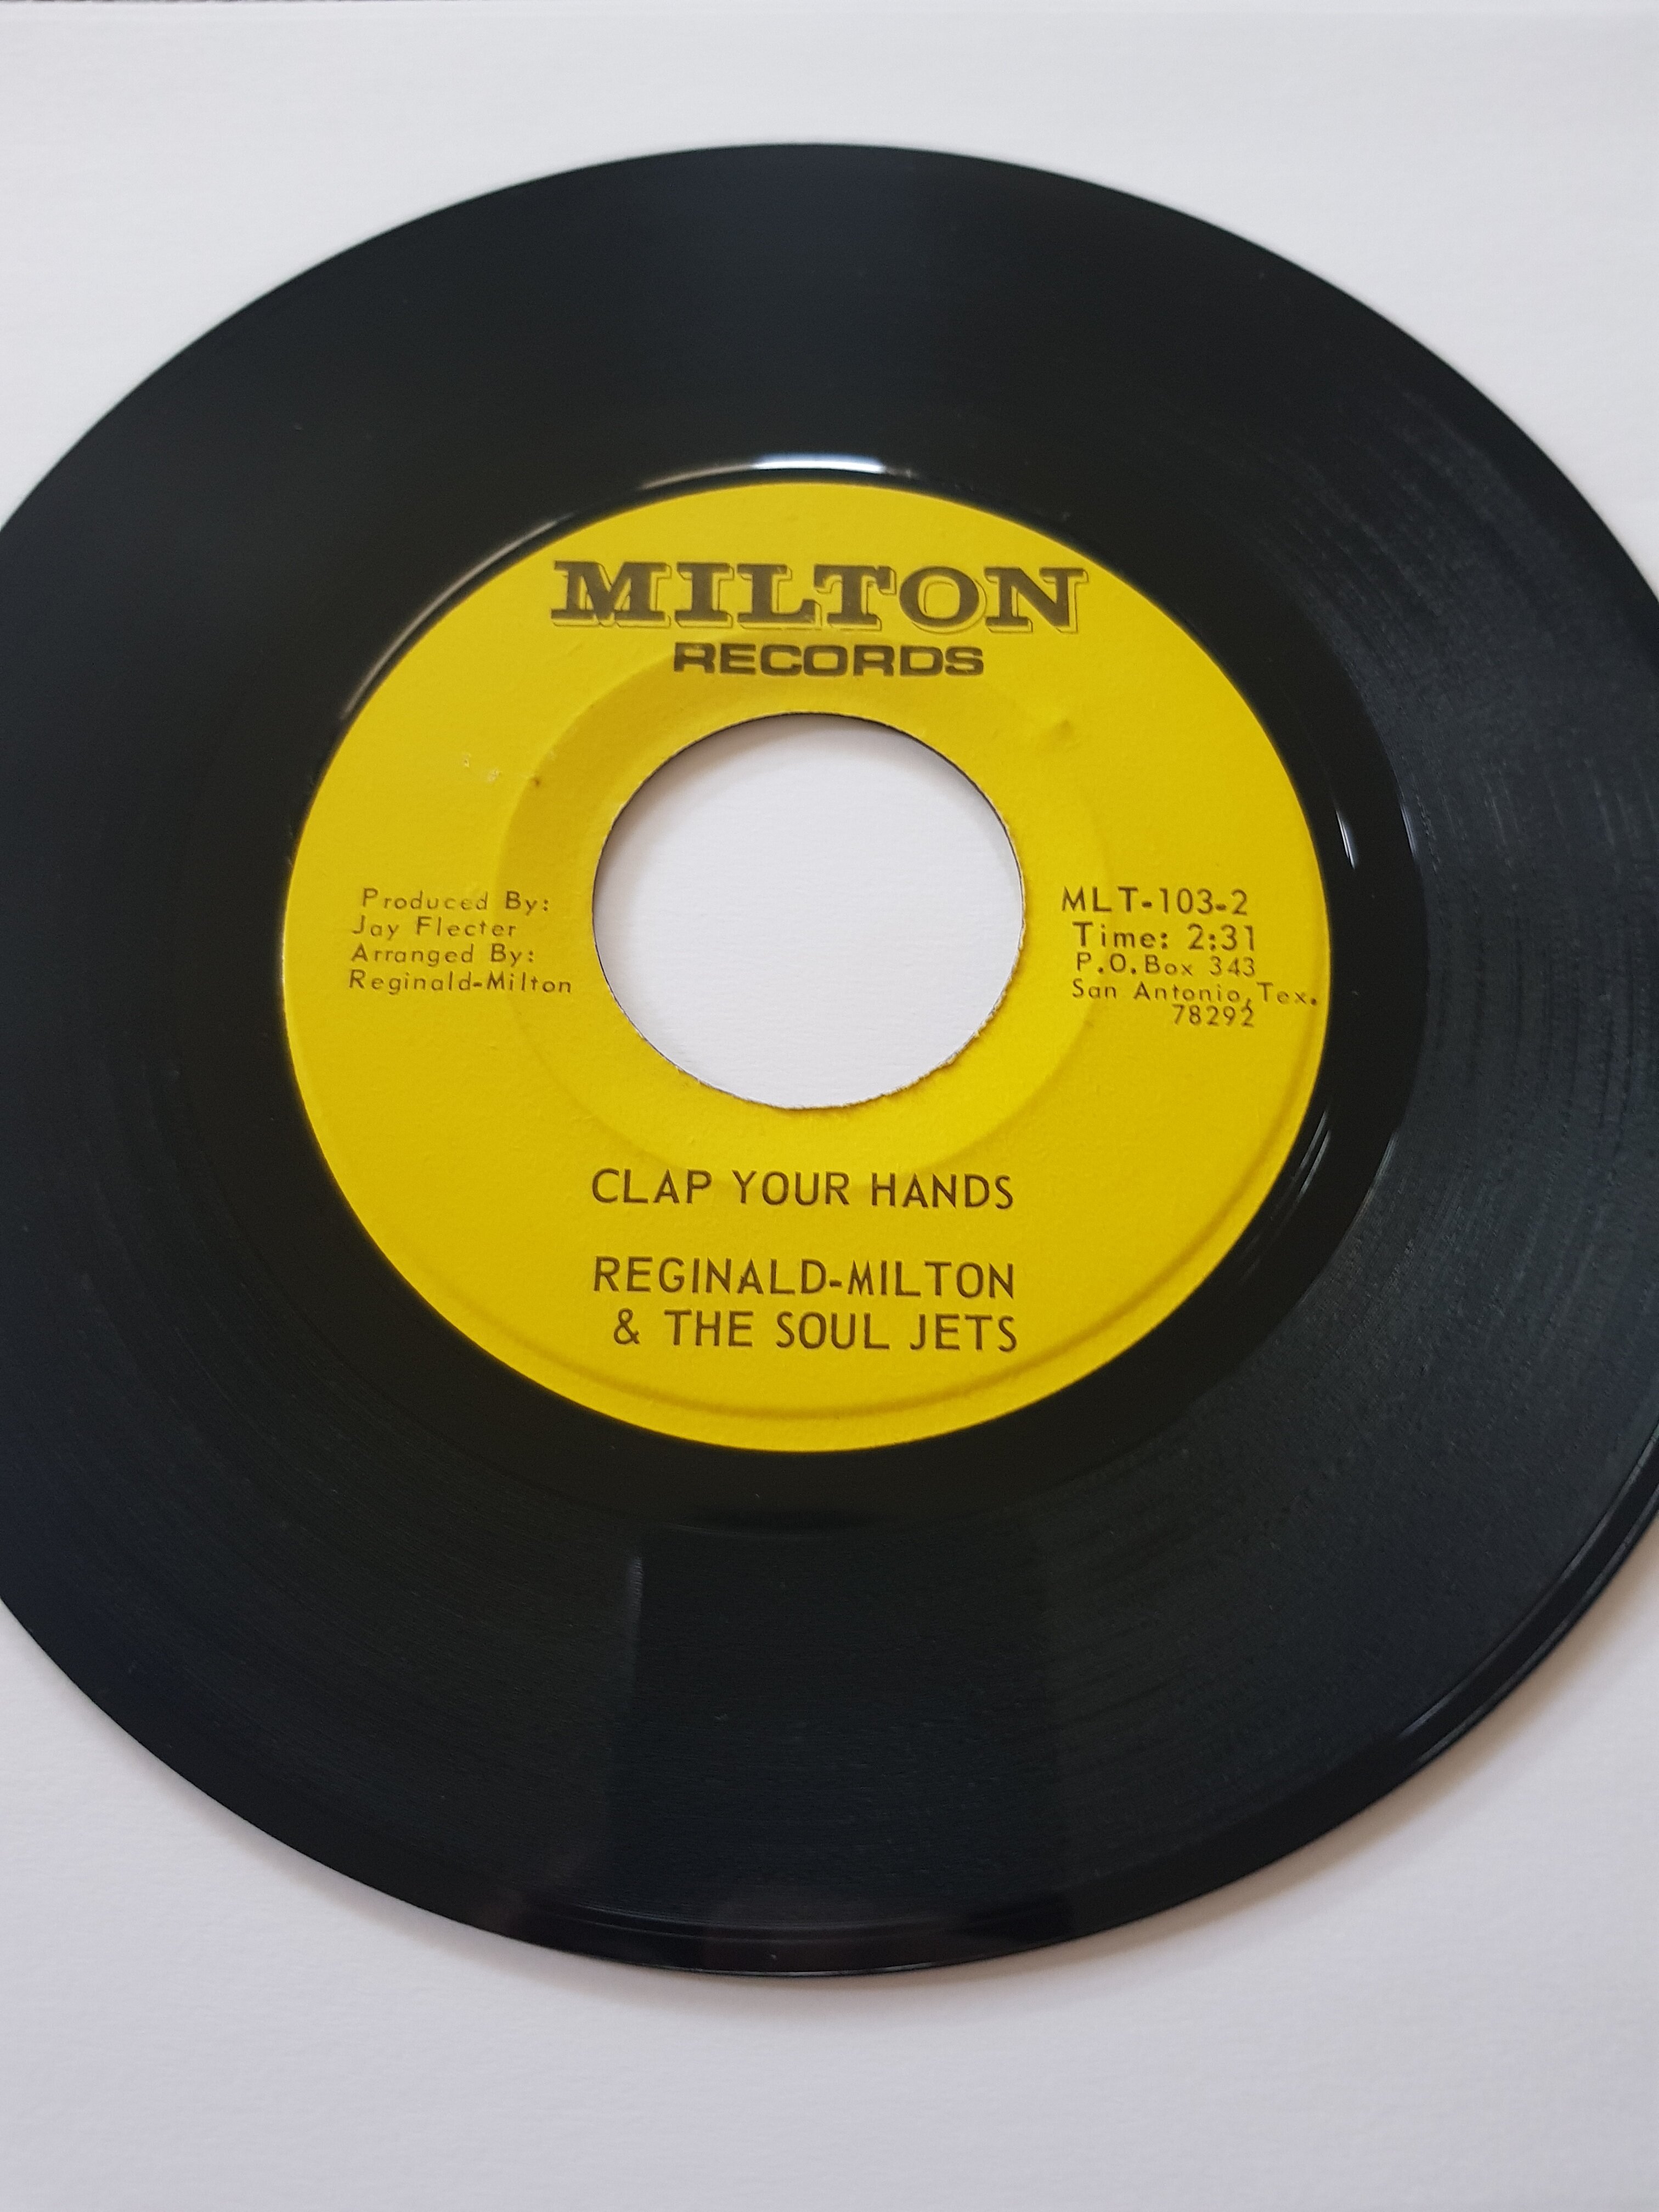 MILTON
RECORDS
Produced By:
Jay Flecter
Arranged By:
Reginald-Milton
MLT-103-2
Time: 2:31
P.O. Box 343
San Antonio, Tex.
78292
CLAP YOUR HANDS
REGINALD-MILTON
& THE SOUL JETS